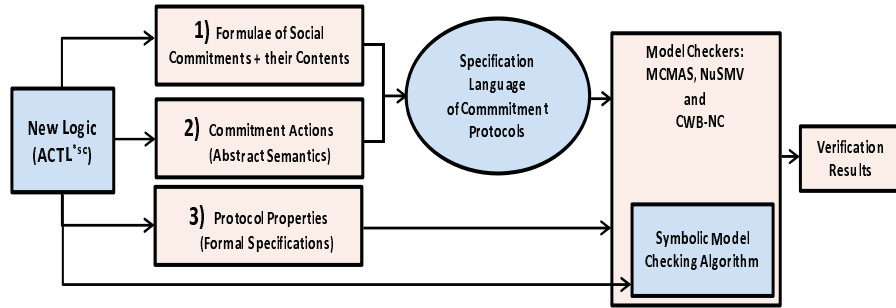 New Logic
(ACTL*sc)
1) Formulae of Social
Commitments + their Contents
2) Commitment Actions
(Abstract Semantics)
3) Protocol Properties
(Formal Specifications)
Specification
Language
of Commmitment
Protocols
Model Checkers:
MCMAS, NuSMV
and
CWB-NC
Symbolic Model
Checking Algorithm
Verification
Results